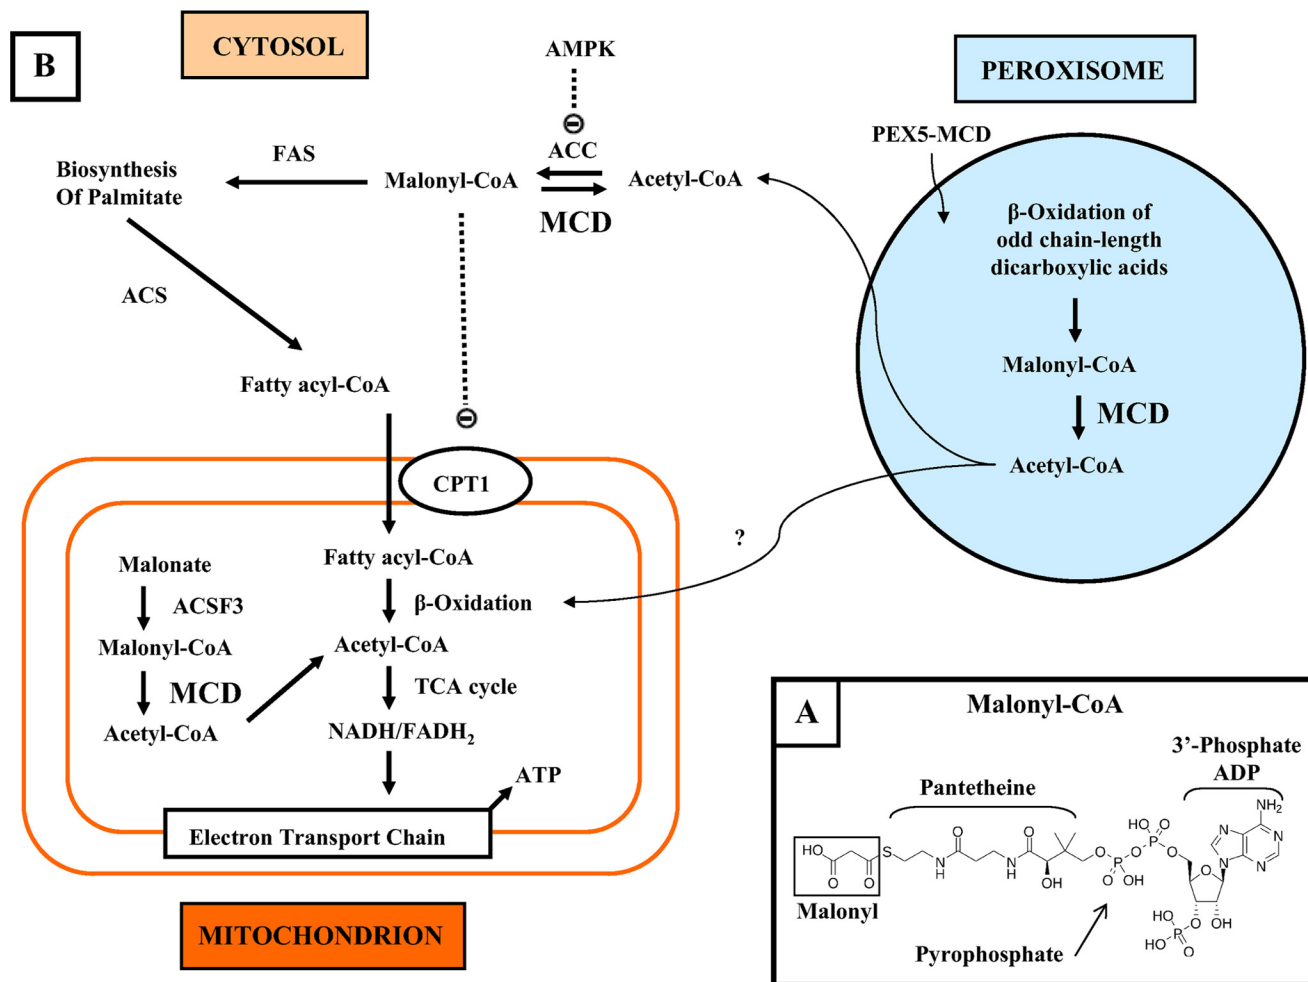 B
CYTOSOL
AMPK
PEROXISOME
PEX5-MCD
FAS
ACC
Biosynthesis
Of Palmitate
Malonyl-CoA
Acetyl-CoA
MCD
β-Oxidation of
odd chain-length
dicarboxylic acids
ACS
Malonyl-CoA
MCD
Acetyl-CoA
Fatty acyl-CoA
CPT1
?
Malonate
ACSF3
Malonyl-CoA
MCD
Acetyl-CoA
Fatty acyl-CoA
β-Oxidation
Acetyl-CoA
TCA cycle
NADH/FADH₂
ATP
Electron Transport Chain
MITOCHONDRION
A
Malonyl-CoA
3’-Phosphate
ADP
Pantetheine
NH₂
HO
O
O
S
N
H
O
N
H
O
OH
O
P
O
OH
O
HO
P
O
O
O
N
N
N
N
O
OH
O
HO
P
HO
O
Malonyl
Pyrophosphate